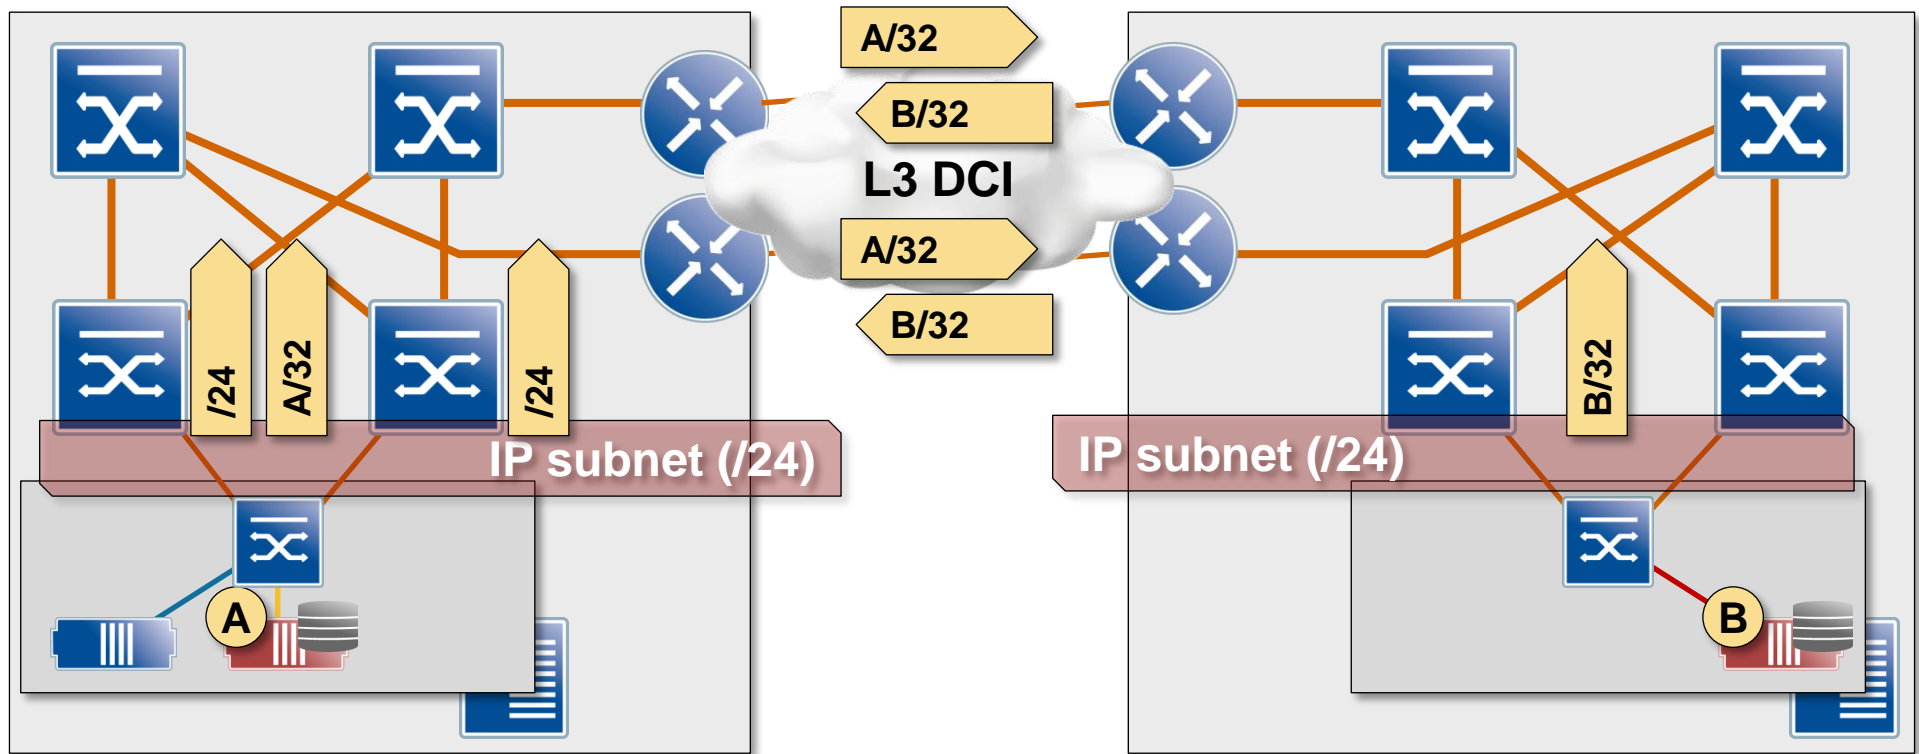 A/32
B/32
L3 DCI
A/32
B/32
/24
A/32
/24
B/32
IP subnet (/24)
IP subnet (/24)
A
B